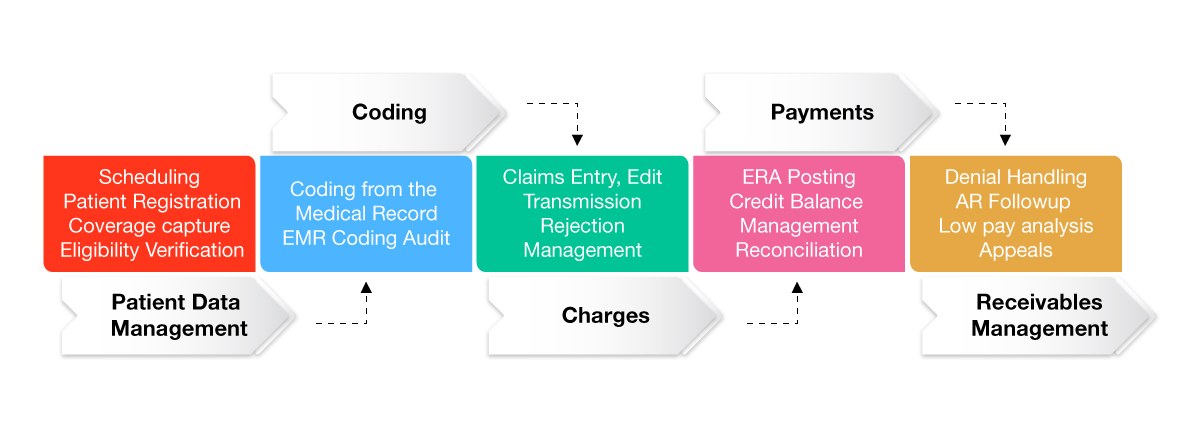 Coding
Payments
Scheduling
Patient Registration
Coverage capture
Eligibility Verification
Coding from the
Medical Record
EMR Coding Audit
Claims Entry, Edit
Transmission
Rejection
Management
ERA Posting
Credit Balance
Management
Reconciliation
Denial Handling
AR Followup
Low pay analysis
Appeals
Patient Data
Management
Charges
Receivables
Management